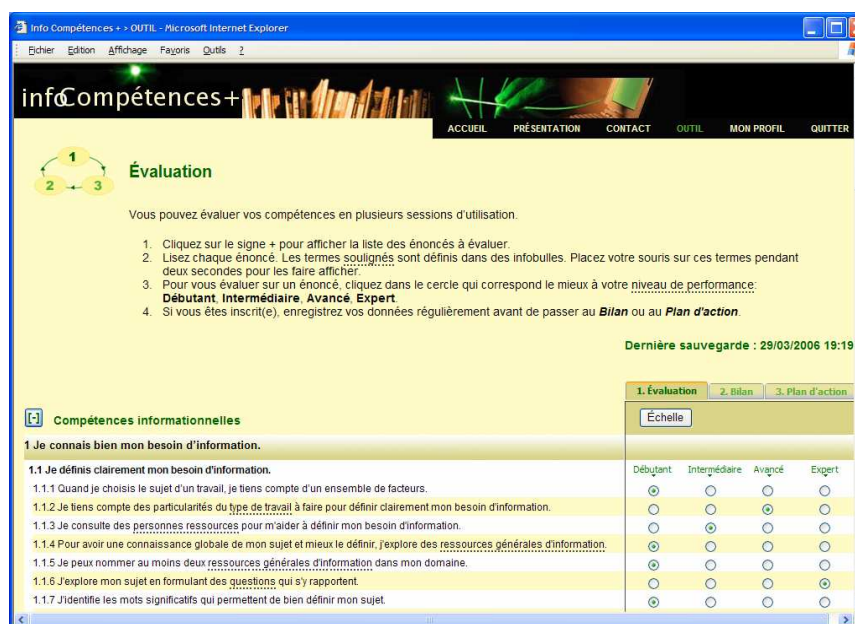 Info Compétences + > OUTIL - Microsoft Internet Explorer
Fichier Edition Affichage Favoris Outils ?
infoCompétences+
ACCUEIL PRÉSENTATION CONTACT OUTIL MON PROFIL QUITTER
1
2 3
Évaluation
Vous pouvez évaluer vos compétences en plusieurs sessions d'utilisation.
1. Cliquez sur le signe + pour afficher la liste des énoncés à évaluer.
2. Lisez chaque énoncé. Les termes soulignés sont définis dans des infobulles. Placez votre souris sur ces termes pendant
deux secondes pour les faire afficher.
3. Pour vous évaluer sur un énoncé, cliquez dans le cercle qui correspond le mieux à votre niveau de performance:
Débutant, Intermédiaire, Avancé, Expert.
4. Si vous êtes inscrit(e), enregistrez vos données régulièrement avant de passer au Bilan ou au Plan d'action.
Dernière sauvegarde : 29/03/2006 19:19
1. Évaluation 2. Bilan 3. Plan d'action
[-] Compétences informationnelles Échelle
1 Je connais bien mon besoin d'information.
1.1 Je définis clairement mon besoin d'information. Débutant Intermédiaire Avancé Expert
1.1.1 Quand je choisis le sujet d'un travail, je tiens compte d'un ensemble de facteurs.
1.1.2 Je tiens compte des particularités du type de travail à faire pour définir clairement mon besoin d'information.
1.1.3 Je consulte des personnes ressources pour m'aider à définir mon besoin d'information.
1.1.4 Pour avoir une connaissance globale de mon sujet et mieux le définir, j'explore des ressources générales d'information.
1.1.5 Je peux nommer au moins deux ressources générales d'information dans mon domaine.
1.1.6 J'explore mon sujet en formulant des questions qui s'y rapportent.
1.1.7 J'identifie les mots significatifs qui permettent de bien définir mon sujet.